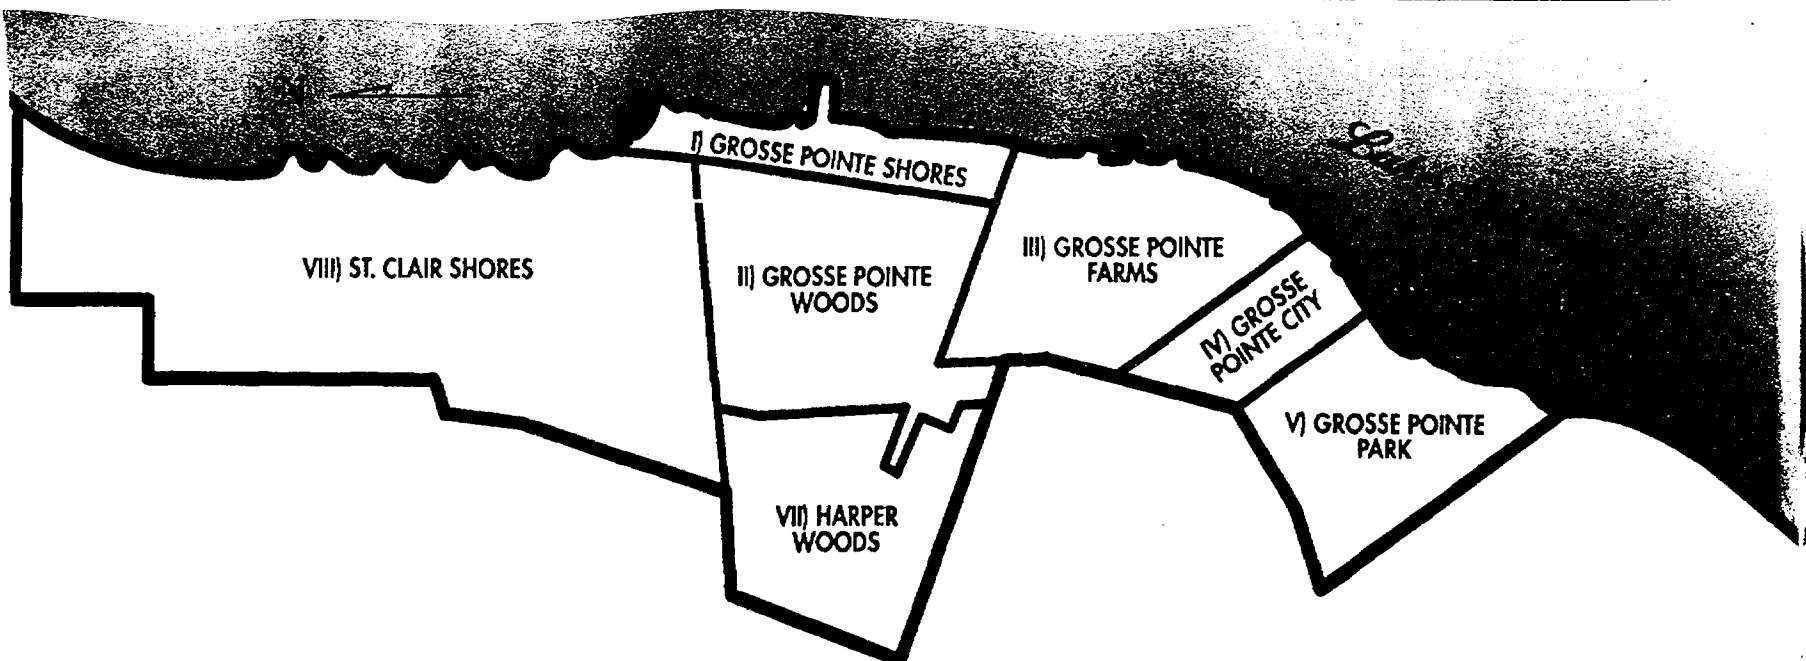 N
I) GROSSE POINTE SHORES
Lake
VIII) ST. CLAIR SHORES
II) GROSSE POINTE
WOODS
III) GROSSE POINTE
FARMS
IV) GROSSE
POINTE CITY
V) GROSSE POINTE
PARK
VII) HARPER
WOODS